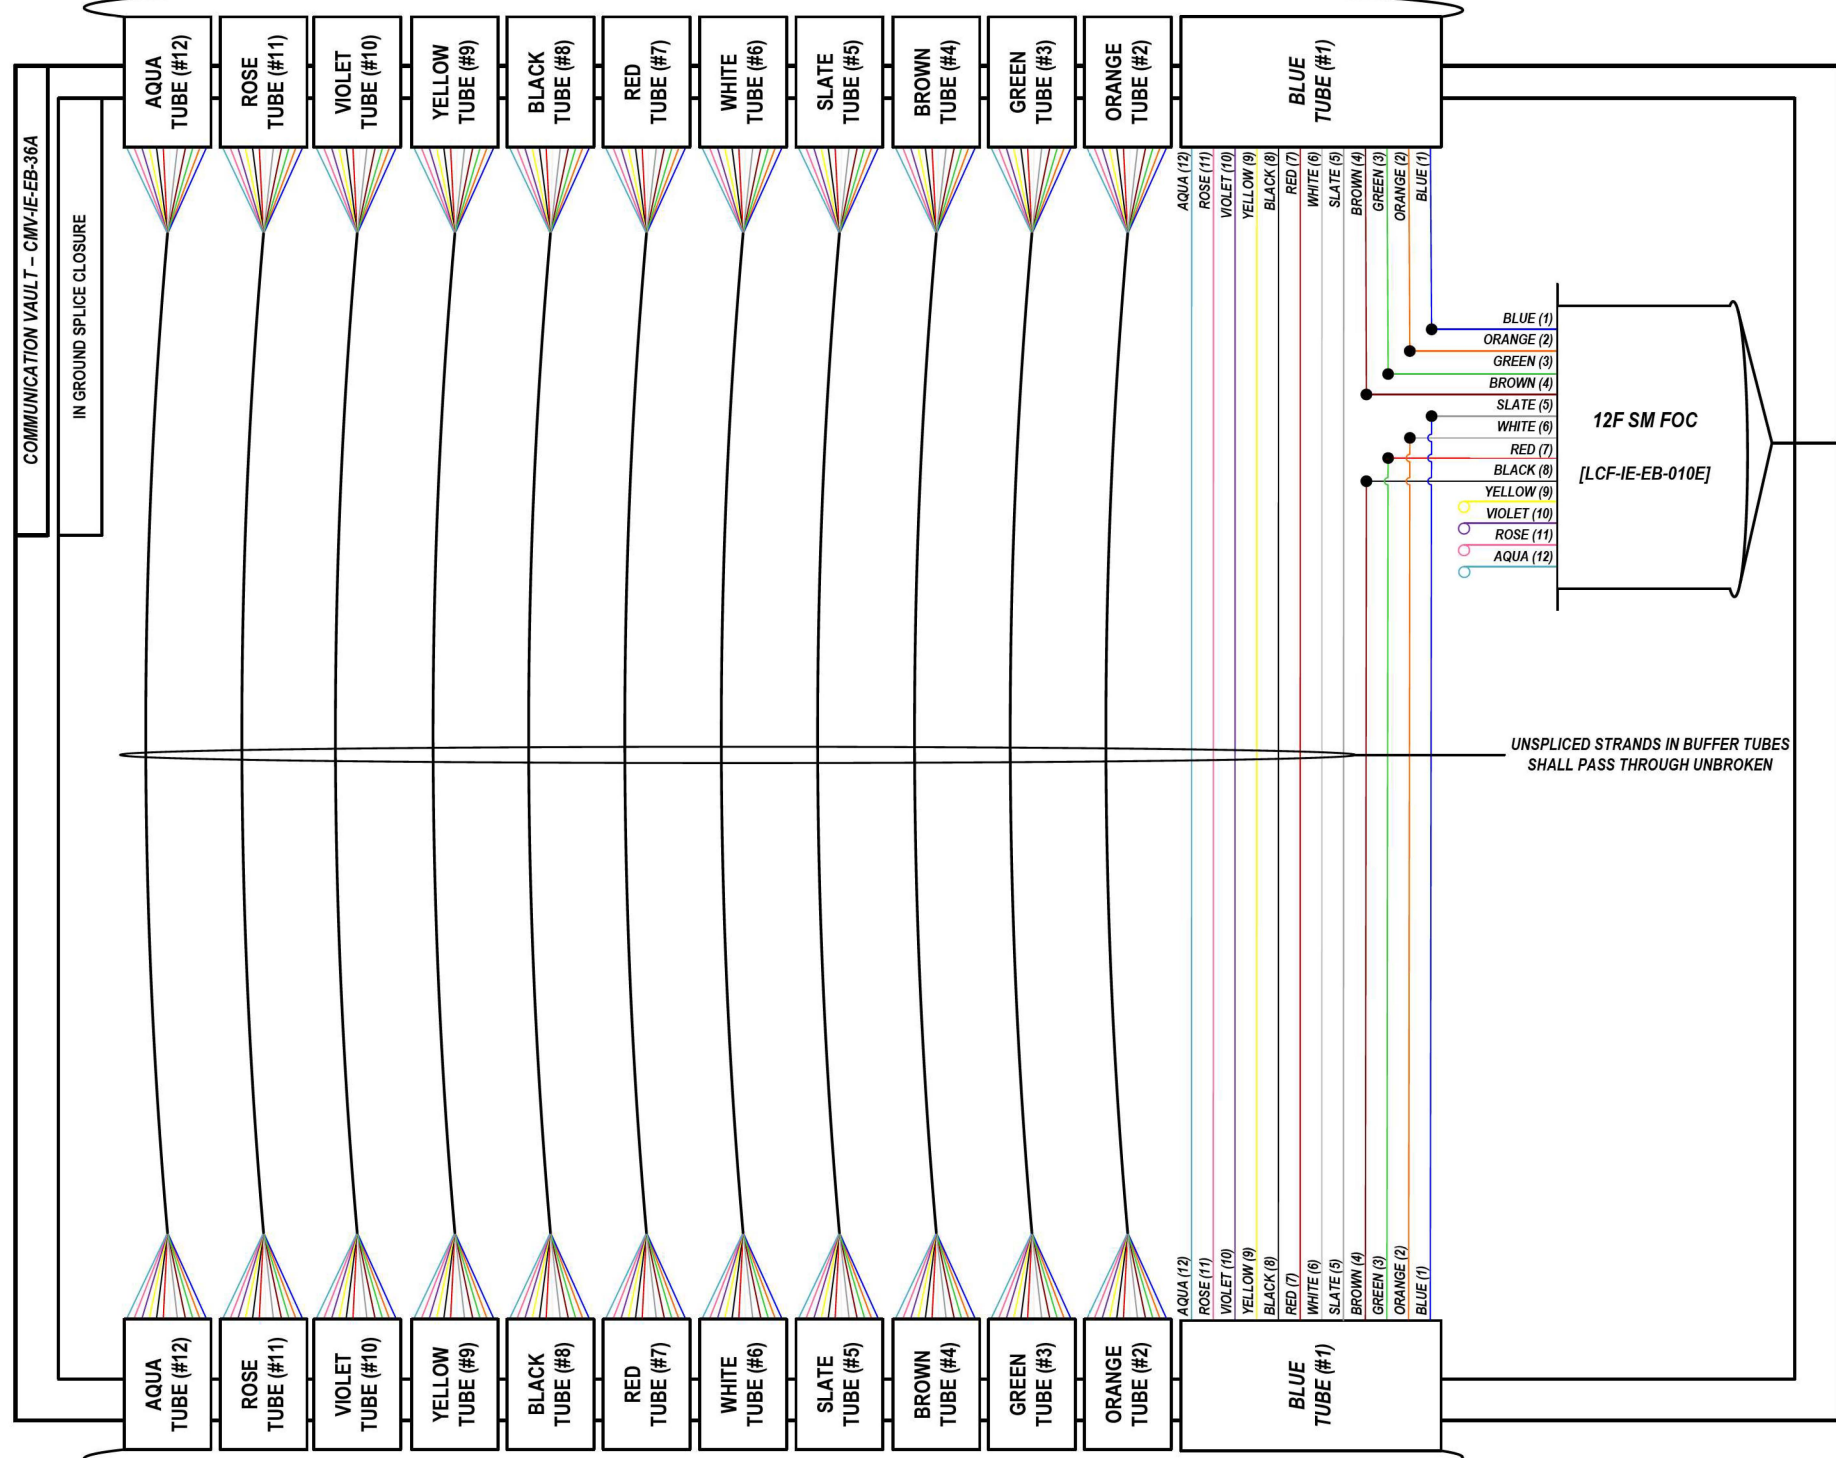 COMMUNICATION VAULT – CMV-IE-EB-36A
IN GROUND SPLICE CLOSURE
AQUA
TUBE (#12)
ROSE
TUBE (#11)
VIOLET
TUBE (#10)
YELLOW
TUBE (#9)
BLACK
TUBE (#8)
RED
TUBE (#7)
WHITE
TUBE (#6)
SLATE
TUBE (#5)
BROWN
TUBE (#4)
GREEN
TUBE (#3)
ORANGE
TUBE (#2)
BLUE
TUBE (#1)
AQUA (12)
ROSE (11)
VIOLET (10)
YELLOW (9)
BLACK (8)
RED (7)
WHITE (6)
SLATE (5)
BROWN (4)
GREEN (3)
ORANGE (2)
BLUE (1)
BLUE (1)
ORANGE (2)
GREEN (3)
BROWN (4)
SLATE (5)
WHITE (6)
RED (7)
BLACK (8)
YELLOW (9)
VIOLET (10)
ROSE (11)
AQUA (12)
12F SM FOC
[LCF-IE-EB-010E]
UNSPLICED STRANDS IN BUFFER TUBES
SHALL PASS THROUGH UNBROKEN
AQUA (12)
ROSE (11)
VIOLET (10)
YELLOW (9)
BLACK (8)
RED (7)
WHITE (6)
SLATE (5)
BROWN (4)
GREEN (3)
ORANGE (2)
BLUE (1)
AQUA
TUBE (#12)
ROSE
TUBE (#11)
VIOLET
TUBE (#10)
YELLOW
TUBE (#9)
BLACK
TUBE (#8)
RED
TUBE (#7)
WHITE
TUBE (#6)
SLATE
TUBE (#5)
BROWN
TUBE (#4)
GREEN
TUBE (#3)
ORANGE
TUBE (#2)
BLUE
TUBE (#1)